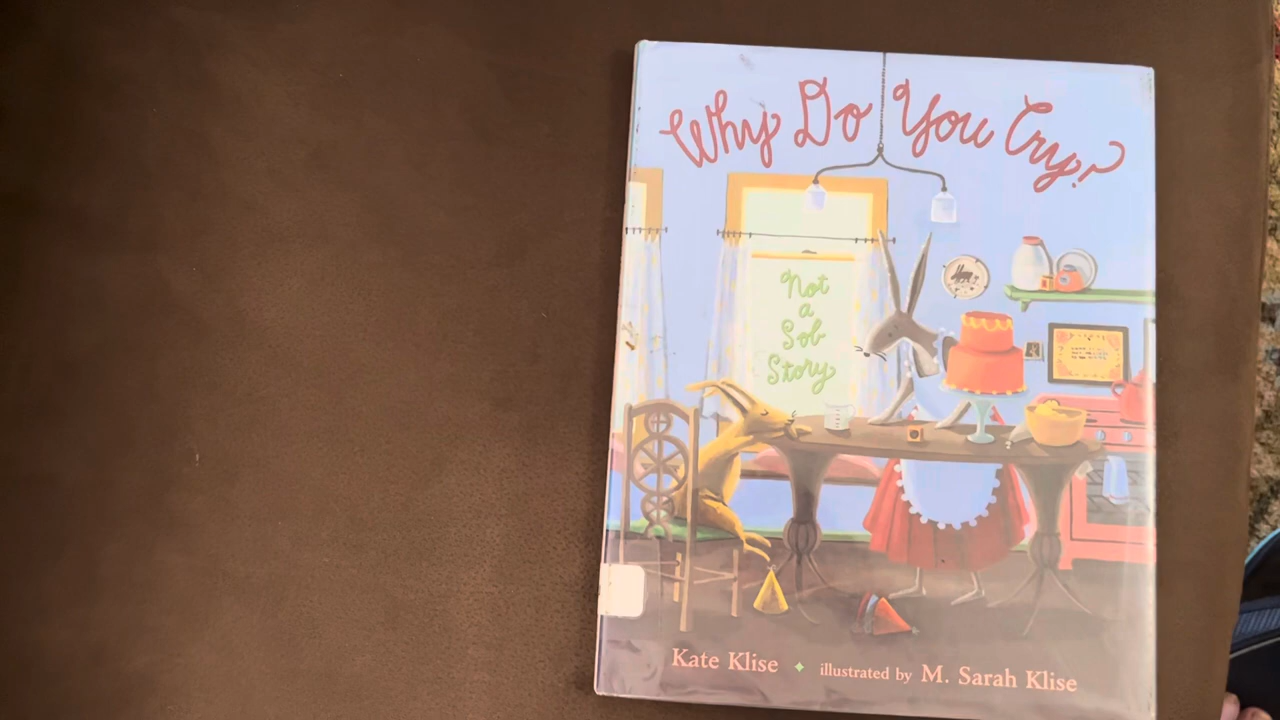 Why Do You Cry?
Not
a
Sob
Story
Kate Klise ✦ illustrated by M. Sarah Klise